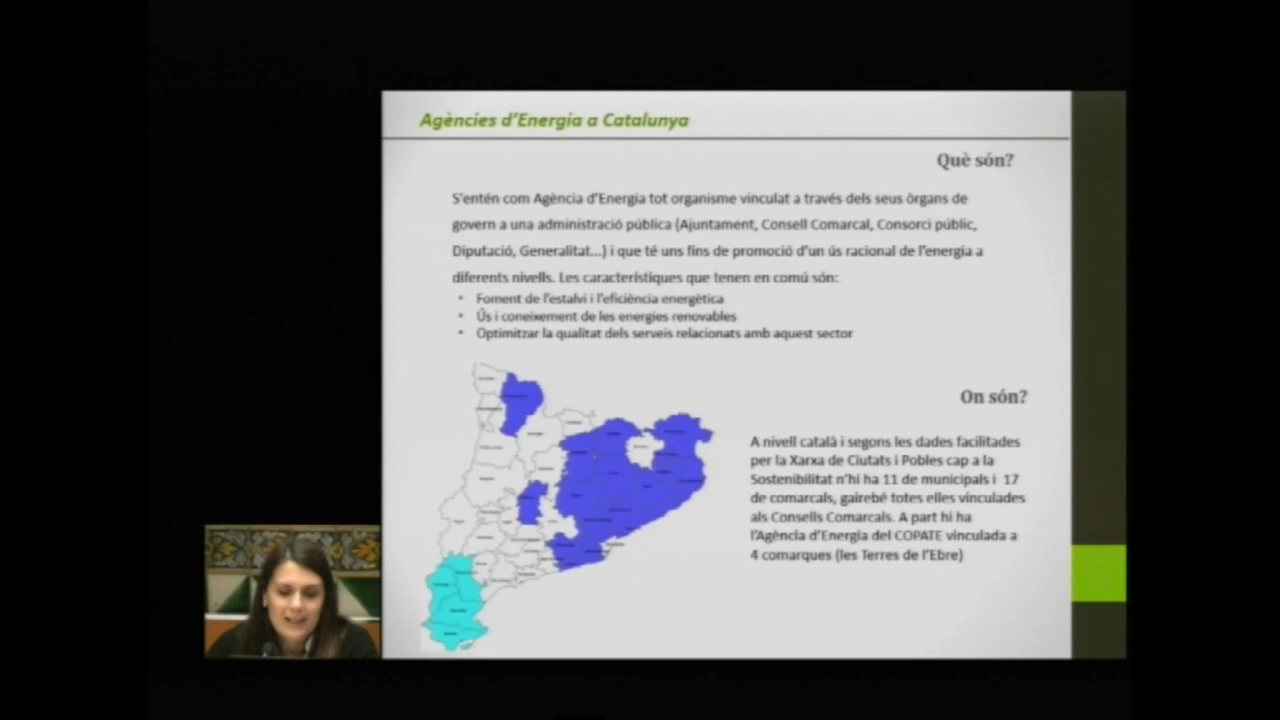 Agències d'Energia a Catalunya
Què són?
S'entén com Agència d'Energia tot organisme vinculat a través dels seus òrgans de
govern a una administració pública (Ajuntament, Consell Comarcal, Consorci públic,
Diputació, Generalitat...) i que té uns fins de promoció d'un ús racional de l'energia a
diferents nivells. Les característiques que tenen en comú són:
• Foment de l'estalvi i l'eficiència energètica
• Ús i coneixement de les energies renovables
• Optimitzar la qualitat dels serveis relacionats amb aquest sector
On són?
A nivell català i segons les dades facilitades
per la Xarxa de Ciutats i Pobles cap a la
Sostenibilitat n'hi ha 11 de municipals i 17
de comarcals, gairebé totes elles vinculades
als Consells Comarcals. A part hi ha
l'Agència d'Energia del COPATE vinculada a
4 comarques (les Terres de l'Ebre)